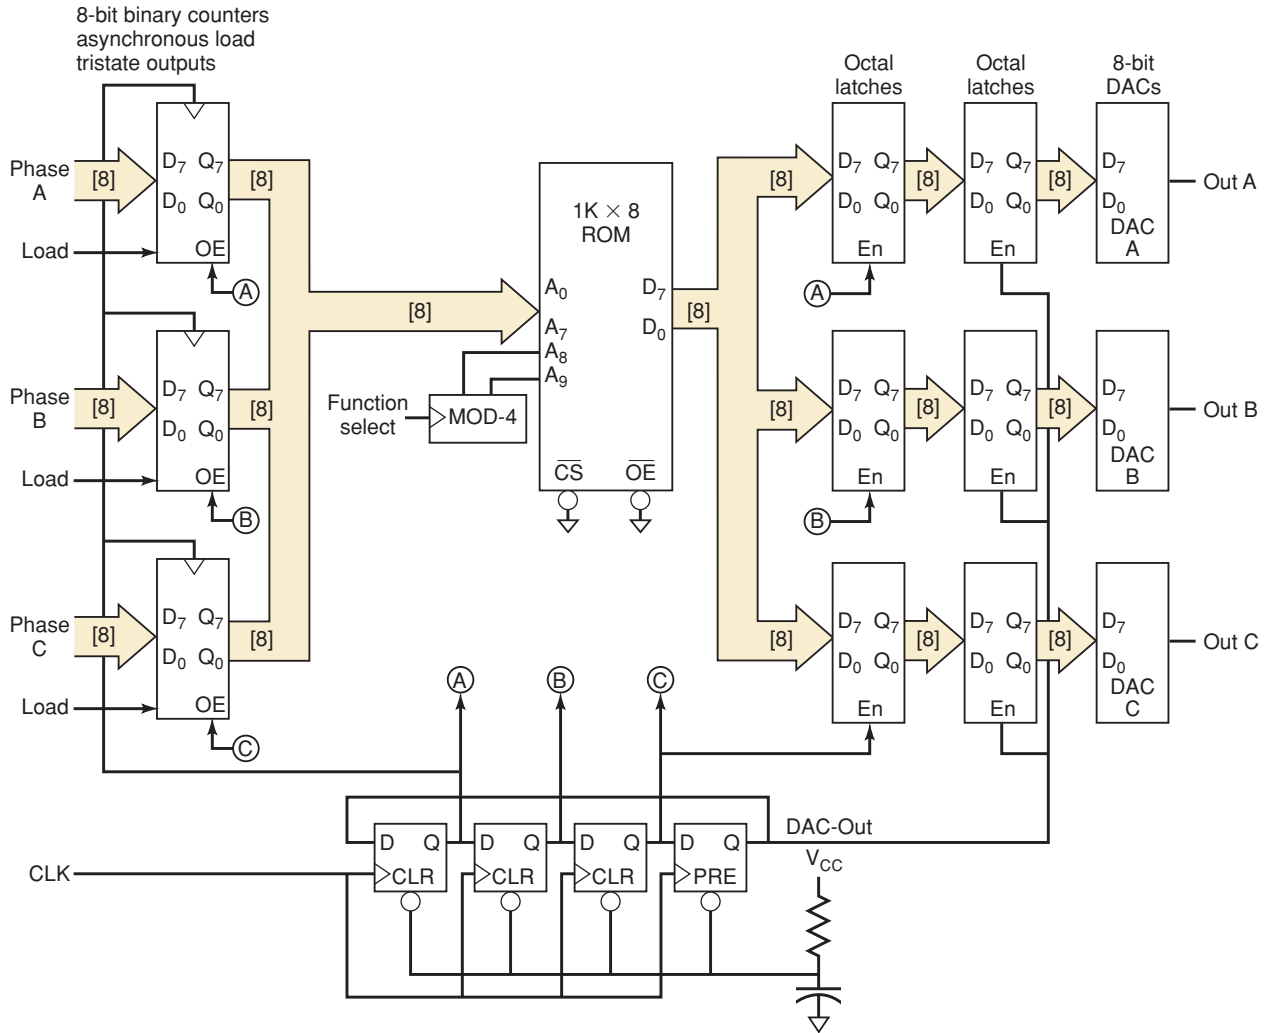 8-bit binary counters
asynchronous load
tristate outputs
Octal
latches
Octal
latches
8-bit
DACs
Phase
A
[8]
D7 Q7
D0 Q0
OE
[8]
Load
A
Phase
B
[8]
D7 Q7
D0 Q0
OE
[8]
Load
B
Phase
C
[8]
D7 Q7
D0 Q0
OE
[8]
Load
C
[8]
1K × 8
ROM
A0
A7
A8
A9
D7
D0
CS OE
Function
select
MOD-4
[8]
[8]
D7 Q7
D0 Q0
En
[8]
D7 Q7
D0 Q0
En
[8]
D7
D0
DAC
A
Out A
A
[8]
D7 Q7
D0 Q0
En
[8]
D7 Q7
D0 Q0
En
[8]
D7
D0
DAC
B
Out B
B
[8]
D7 Q7
D0 Q0
En
[8]
D7 Q7
D0 Q0
En
[8]
D7
D0
DAC
C
Out C
A B C
D Q
CLR
D Q
CLR
D Q
CLR
D Q
PRE
DAC-Out
CLK
VCC